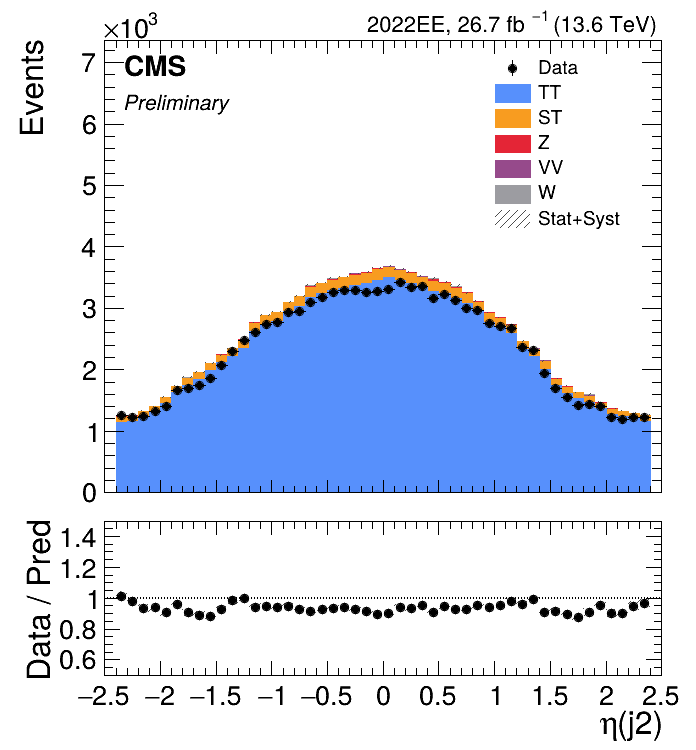 ×10³
2022EE, 26.7 fb⁻¹ (13.6 TeV)
CMS
Preliminary
Data
TT
ST
Z
VV
W
Stat+Syst
Events
7
6
5
4
3
2
1
0
Data / Pred
1.4
1.2
1
0.8
0.6
−2.5 −2 −1.5 −1 −0.5 0 0.5 1 1.5 2 2.5
η(j2)